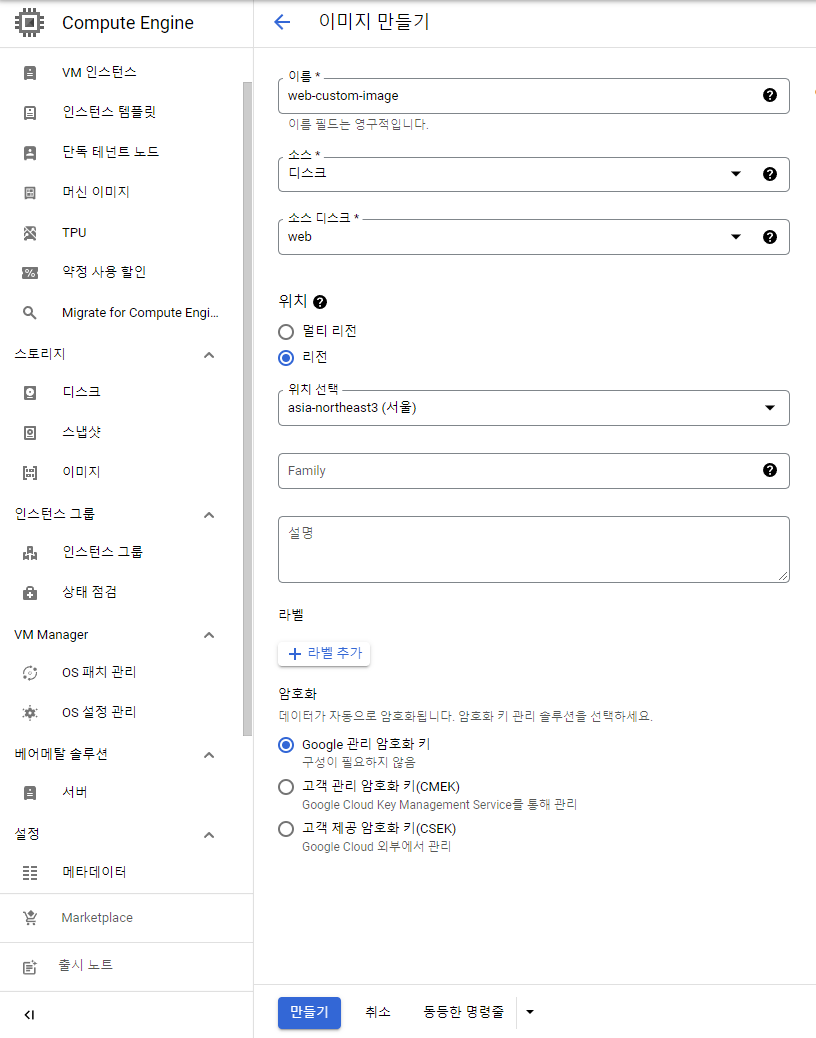 Compute Engine
VM 인스턴스
인스턴스 템플릿
단독 테넌트 노드
머신 이미지
TPU
약정 사용 할인
Migrate for Compute Engi...
스토리지
디스크
스냅샷
이미지
인스턴스 그룹
인스턴스 그룹
상태 점검
VM Manager
OS 패치 관리
OS 설정 관리
베어메탈 솔루션
서버
설정
메타데이터
Marketplace
출시 노트
이미지 만들기
이름 *
web-custom-image
이름 필드는 영구적입니다.
소스 *
디스크
소스 디스크 *
web
위치
멀티 리전
리전
위치 선택
asia-northeast3 (서울)
Family
설명
라벨
라벨 추가
암호화
데이터가 자동으로 암호화됩니다. 암호화 키 관리 솔루션을 선택하세요.
Google 관리 암호화 키
구성이 필요하지 않음
고객 관리 암호화 키(CMEK)
Google Cloud Key Management Service를 통해 관리
고객 제공 암호화 키(CSEK)
Google Cloud 외부에서 관리
만들기 취소 동등한 명령줄